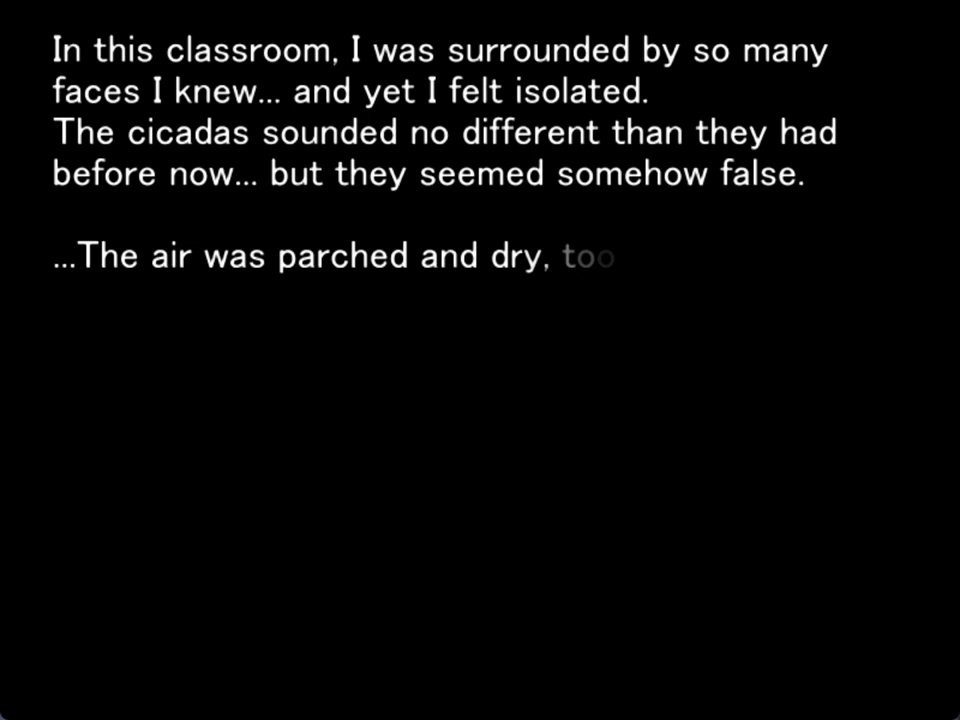 In this classroom, I was surrounded by so many
faces I knew... and yet I felt isolated.
The cicadas sounded no different than they had
before now... but they seemed somehow false.
...The air was parched and dry, too